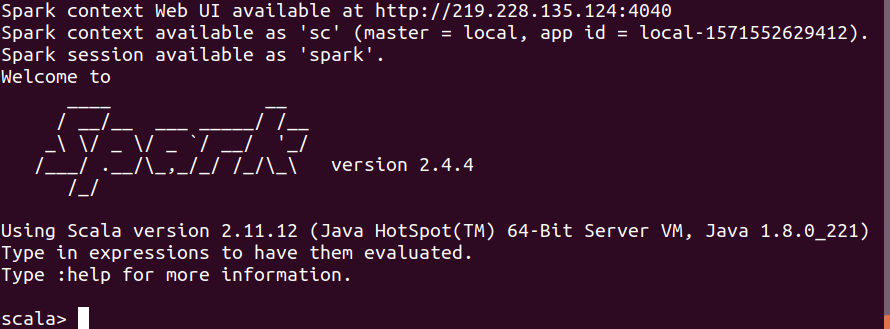 Spark context Web UI available at http://219.228.135.124:4040
Spark context available as 'sc' (master = local, app id = local-1571552629412).
Spark session available as 'spark'.
Welcome to
      ____              __
     / __/__  ___ _____/ /__
    _\ \/ _ \/ _ `/ __/  '_/
   /___/ .__/\_,_/_/ /_/\_\   version 2.4.4
      /_/
Using Scala version 2.11.12 (Java HotSpot(TM) 64-Bit Server VM, Java 1.8.0_221)
Type in expressions to have them evaluated.
Type :help for more information.
scala>